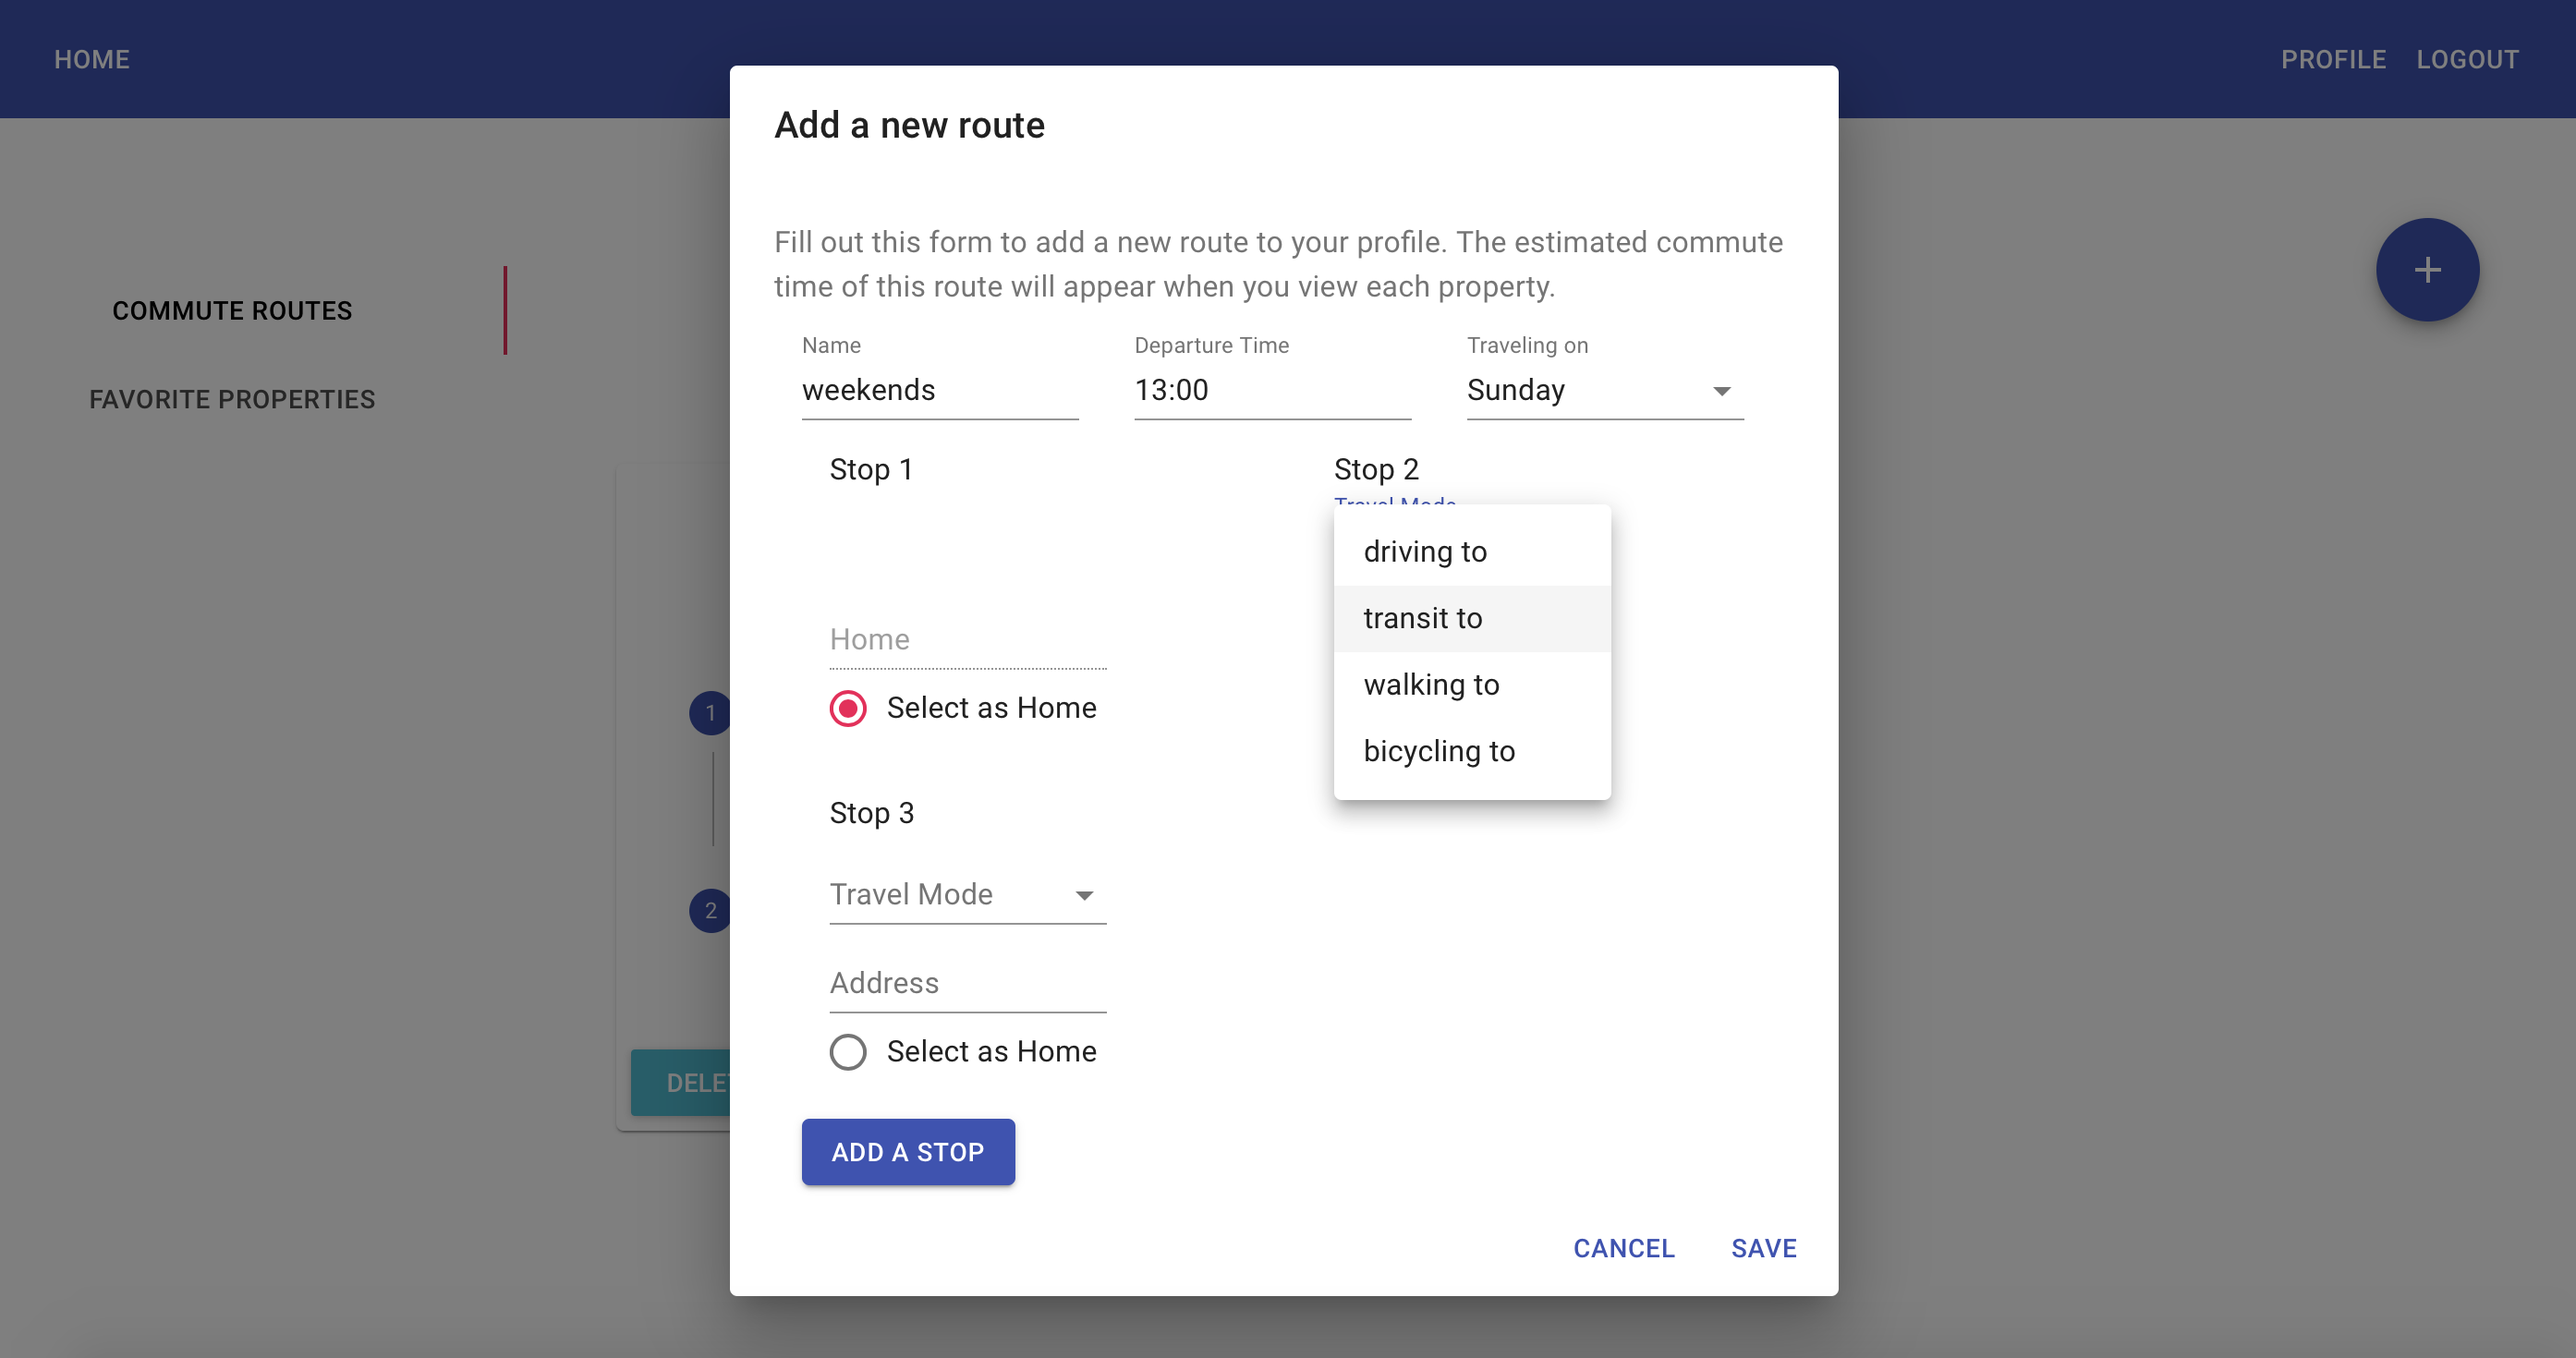 HOME
PROFILE
LOGOUT
Add a new route
Fill out this form to add a new route to your profile. The estimated commute
time of this route will appear when you view each property.
COMMUTE ROUTES
FAVORITE PROPERTIES
Name
Departure Time
Traveling on
weekends
13:00
Sunday
Stop 1
Stop 2
Travel Mode
driving to
transit to
walking to
bicycling to
Home
Select as Home
1
Stop 3
Travel Mode
2
Address
Select as Home
DELE
ADD A STOP
CANCEL
SAVE